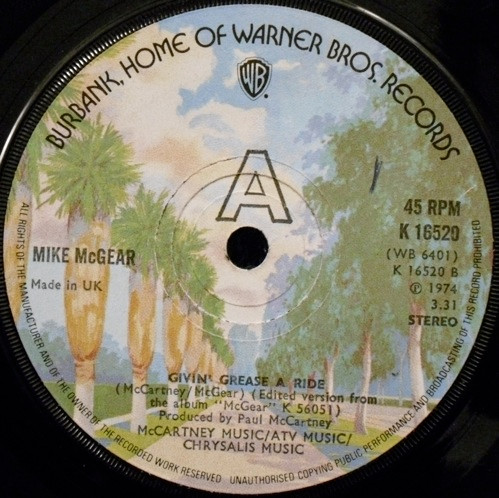 BURBANK, HOME OF WARNER BROS. RECORDS
WB
A
MIKE McGEAR
Made in UK
45 RPM
K 16520
(WB 6401)
K 16520 B
℗ 1974
3.31
STEREO
GIVIN' GREASE A RIDE
(McCartney/McGear) (Edited version from
the album "McGear" K 56051)
Produced by Paul McCartney
McCARTNEY MUSIC/ATV MUSIC/
CHRYSALIS MUSIC
ALL RIGHTS OF THE MANUFACTURER AND OF THE OWNER OF THE RECORDED WORK RESERVED UNAUTHORISED COPYING PUBLIC PERFORMANCE AND BROADCASTING OF THIS RECORD PROHIBITED